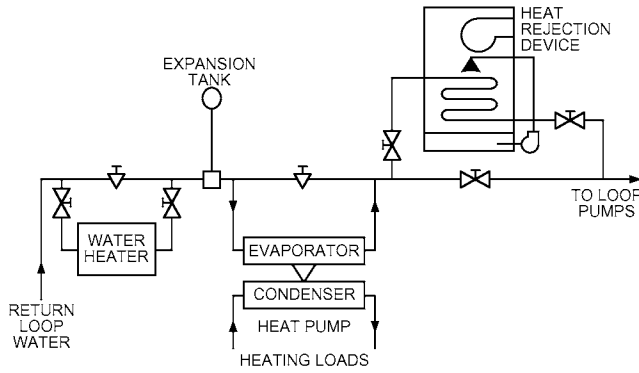 HEAT
REJECTION
DEVICE
EXPANSION
TANK
TO LOOP
PUMPS
WATER
HEATER
EVAPORATOR
CONDENSER
RETURN
LOOP
WATER
HEAT PUMP
HEATING LOADS